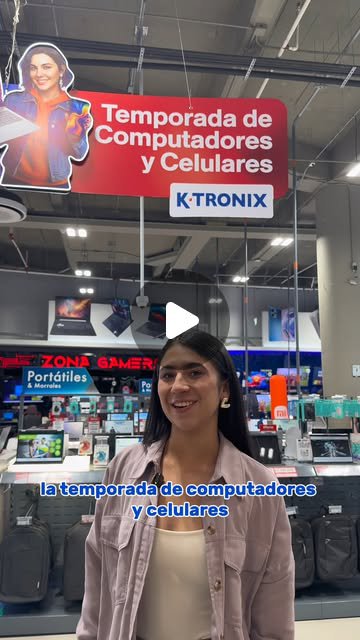 Temporada de
Computadores
y Celulares
K·TRONIX
ZONA GAMER
Portátiles
& Morrales
la temporada de computadores
y celulares